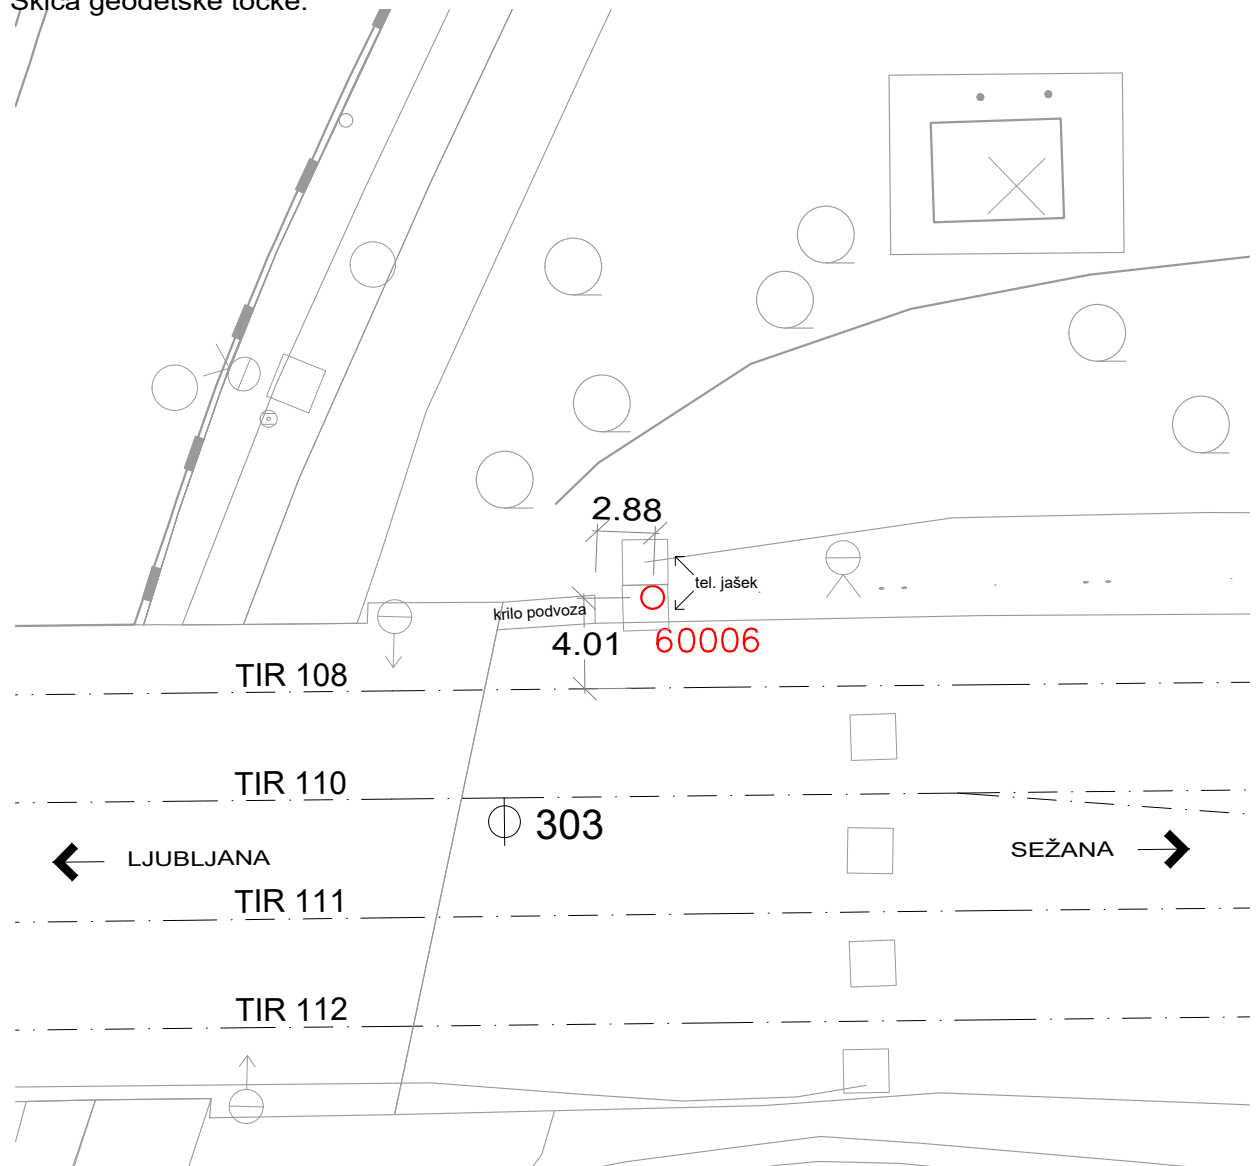 Skica geodetske točke:
2.88
tel. jašek
krilo podvoza
4.01
60006
TIR 108
TIR 110
303
LJUBLJANA
SEŽANA
TIR 111
TIR 112